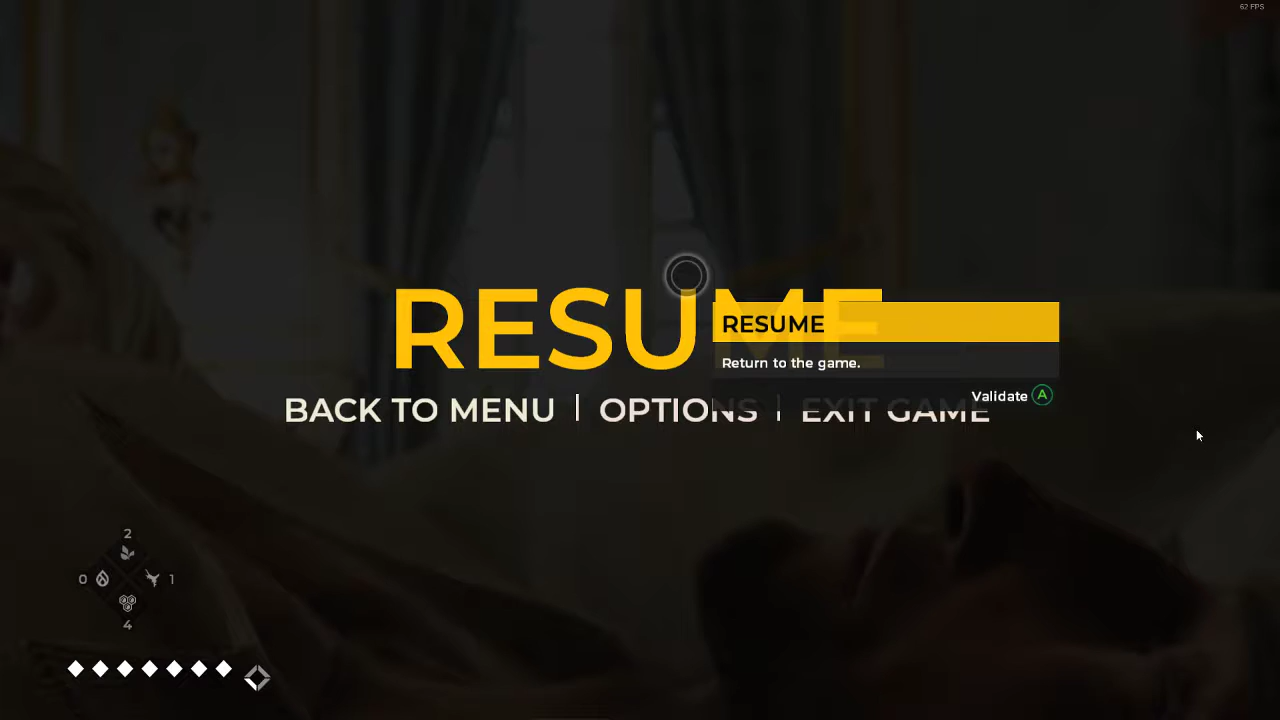 62 FPS
RESUME
RESUME
Return to the game.
Validate A
BACK TO MENU | OPTIONS | EXIT GAME
2
0 1
4